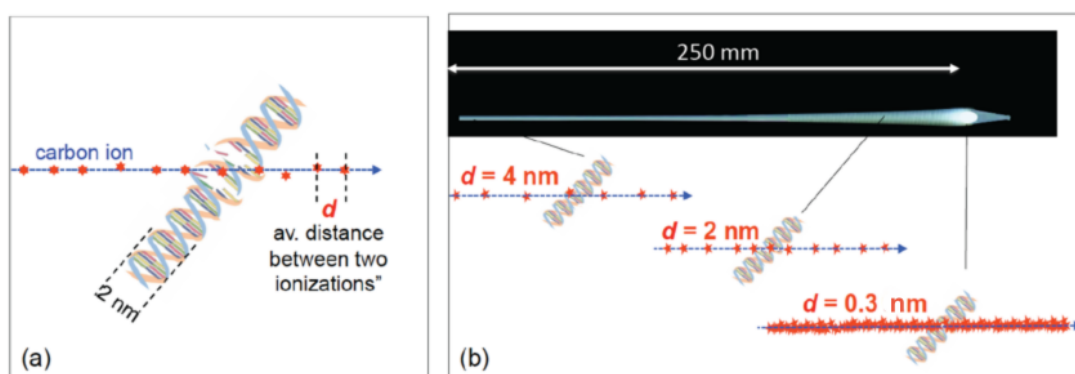 carbon ion
d
av. distance
between two
ionizations”
2 nm
(a)
250 mm
d = 4 nm
d = 2 nm
d = 0.3 nm
(b)